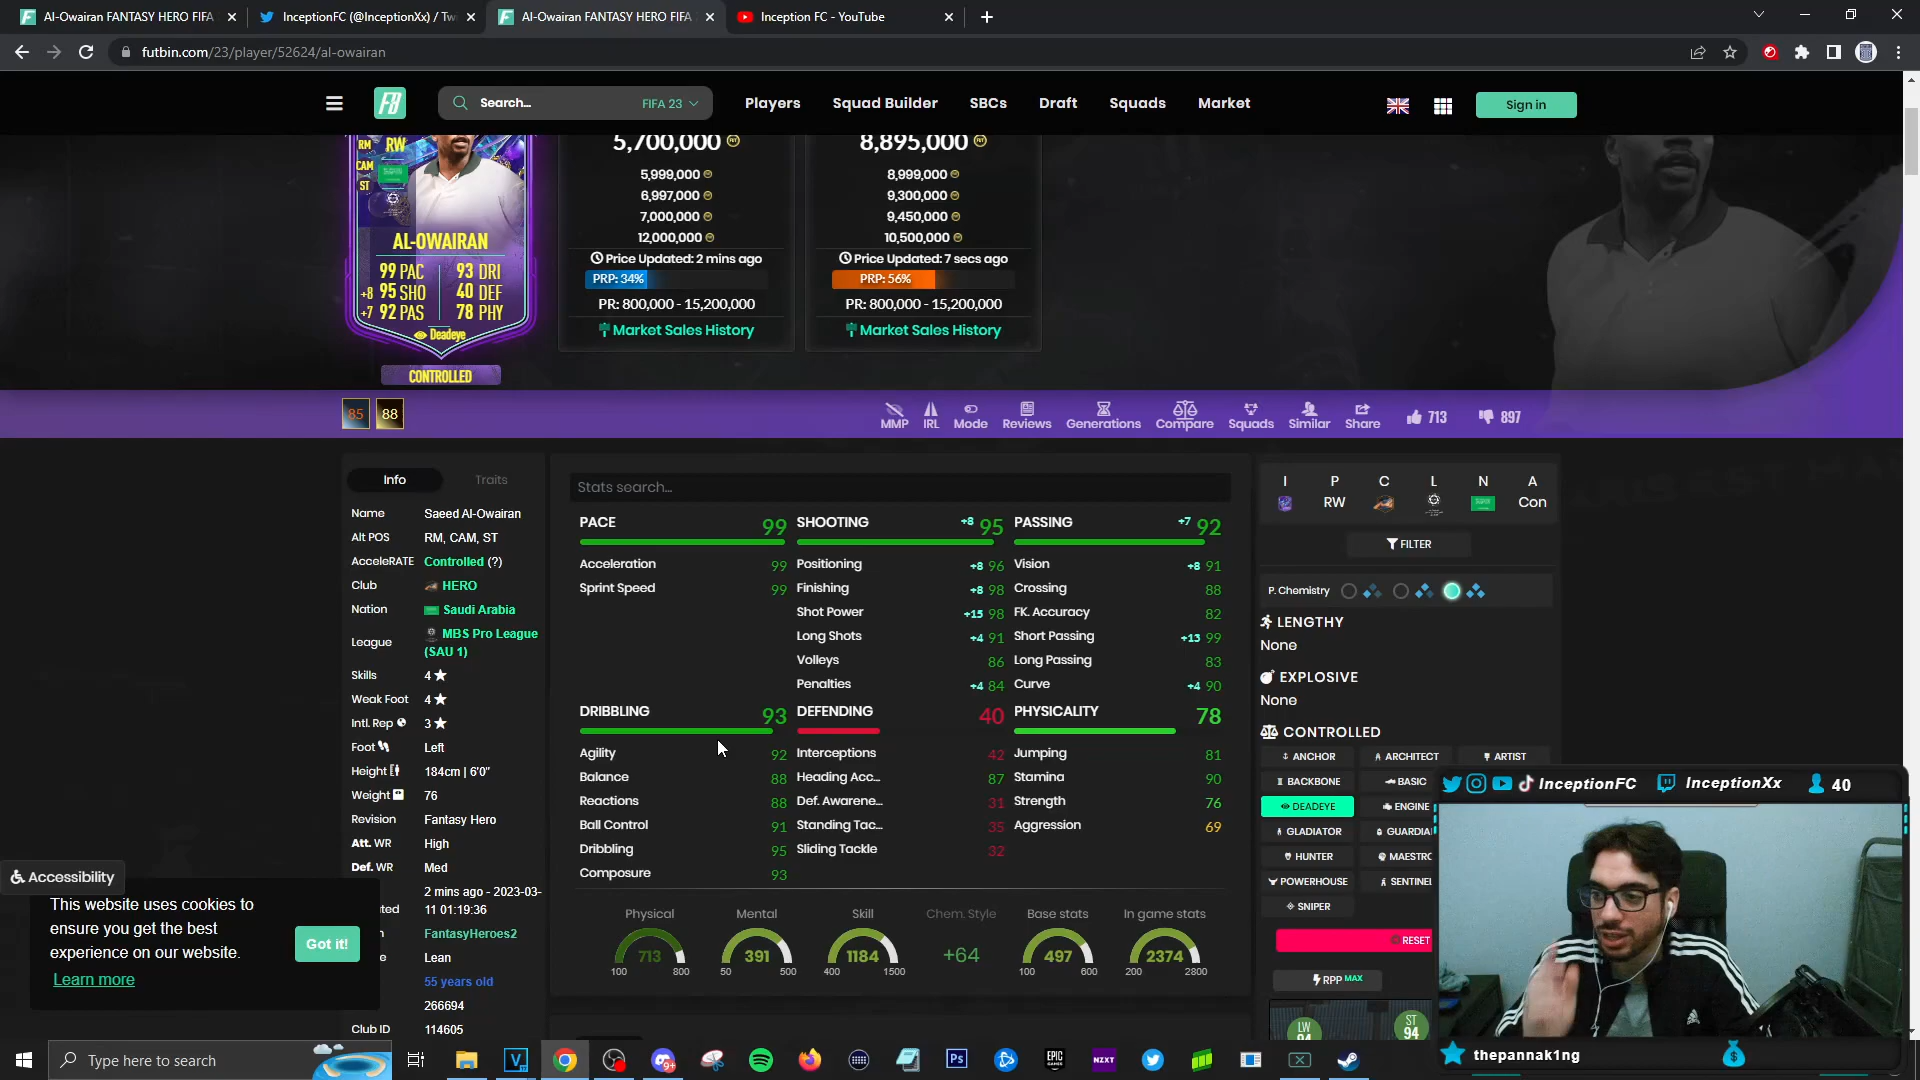 Al-Owairan FANTASY HERO FIFA
InceptionFC (@InceptionXx) / Twi
Al-Owairan FANTASY HERO FIFA
Inception FC - YouTube
futbin.com/23/player/52624/al-owairan
FB
Search...
FIFA 23
Players
Squad Builder
SBCs
Draft
Squads
Market
Sign in
RM
RW
CAM
ST
AL-OWAIRAN
99 PAC
93 DRI
+8 95 SHO
40 DEF
+7 92 PAS
78 PHY
Deadeye
CONTROLLED
5,700,000
5,999,000
6,997,000
7,000,000
12,000,000
Price Updated: 2 mins ago
PRP: 34%
PR: 800,000 - 15,200,000
Market Sales History
8,895,000
8,999,000
9,300,000
9,450,000
10,500,000
Price Updated: 7 secs ago
PRP: 56%
PR: 800,000 - 15,200,000
Market Sales History
85
88
MMP
IRL
Mode
Reviews
Generations
Compare
Squads
Similar
Share
713
897
Info
Traits
Name Saeed Al-Owairan
Alt POS RM, CAM, ST
AcceleRATE Controlled (?)
Club HERO
Nation Saudi Arabia
League MBS Pro League
(SAU 1)
Skills 4
Weak Foot 4
Intl. Rep 3
Foot Left
Height 184cm | 6'0"
Weight 76
Revision Fantasy Hero
Att. WR High
Def. WR Med
2 mins ago - 2023-03-
11 01:19:36
FantasyHeroes2
Lean
55 years old
266694
Club ID 114605
Stats search...
PACE 99
Acceleration 99
Sprint Speed 99
SHOOTING +8 95
Positioning +8 96
Finishing +8 98
Shot Power +15 98
Long Shots +4 91
Volleys 86
Penalties +4 84
PASSING +7 92
Vision +8 91
Crossing 88
FK. Accuracy 82
Short Passing +13 99
Long Passing 83
Curve +4 90
DRIBBLING 93
Agility 92
Balance 88
Reactions 88
Ball Control 91
Dribbling 95
Composure 93
DEFENDING 40
Interceptions 42
Heading Acc... 87
Def. Awarene... 31
Standing Tac... 35
Sliding Tackle 32
PHYSICALITY 78
Jumping 81
Stamina 90
Strength 76
Aggression 69
Physical
713
100 800
Mental
391
50 500
Skill
1184
400 1500
Chem. Style
+64
Base stats
497
100 600
In game stats
2374
200 2800
I P C L N A
RW
Con
FILTER
P. Chemistry
LENGTHY
None
EXPLOSIVE
None
CONTROLLED
ANCHOR
ARCHITECT
ARTIST
BACKBONE
BASIC
DEADEYE
ENGINE
GLADIATOR
GUARDIA
HUNTER
MAESTRO
POWERHOUSE
SENTINEL
SNIPER
RESET
RPP MAX
LW
94
ST
94
Accessibility
This website uses cookies to
ensure you get the best
experience on our website.
Learn more
Got it!
InceptionFC
InceptionXx
40
thepannak1ng
Type here to search
V
9+
Ps
EPIC
GAMES
NZXT